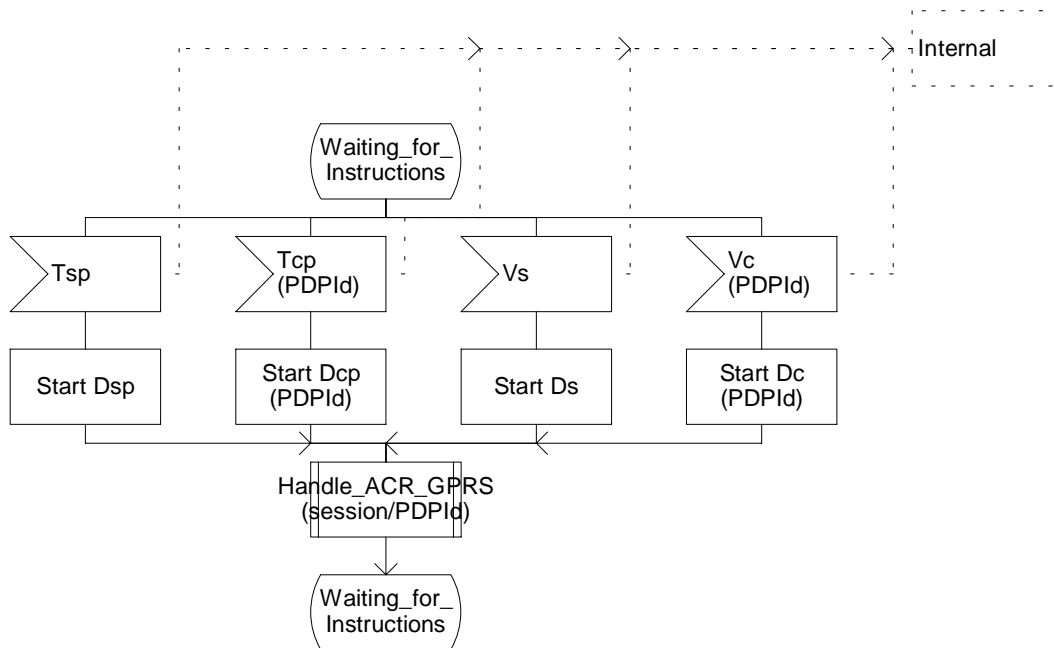 Internal
Waiting_for_
Instructions
Tsp
Tcp
(PDPId)
Vs
Vc
(PDPId)
Start Dsp
Start Dcp
(PDPId)
Start Ds
Start Dc
(PDPId)
Handle_ACR_GPRS
(session/PDPId)
Waiting_for_
Instructions